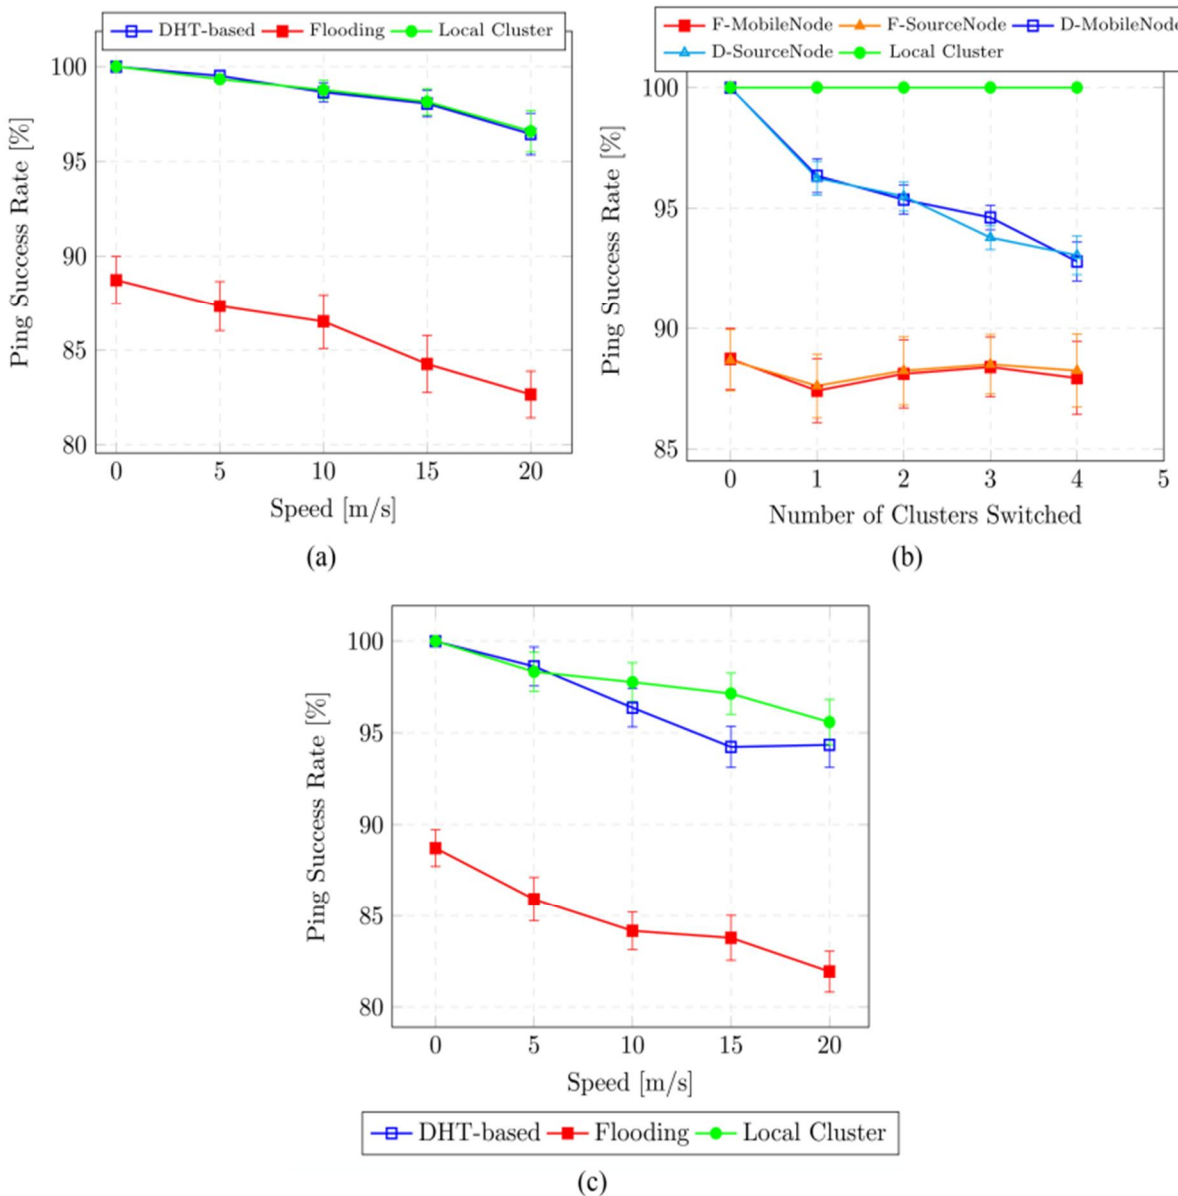 DHT-based Flooding Local Cluster
100
95
90
85
80
Ping Success Rate [%]
0 5 10 15 20
Speed [m/s]
(a)
F-MobileNode F-SourceNode D-MobileNode
D-SourceNode Local Cluster
100
95
90
85
Ping Success Rate [%]
0 1 2 3 4 5
Number of Clusters Switched
(b)
100
95
90
85
80
Ping Success Rate [%]
0 5 10 15 20
Speed [m/s]
DHT-based Flooding Local Cluster
(c)